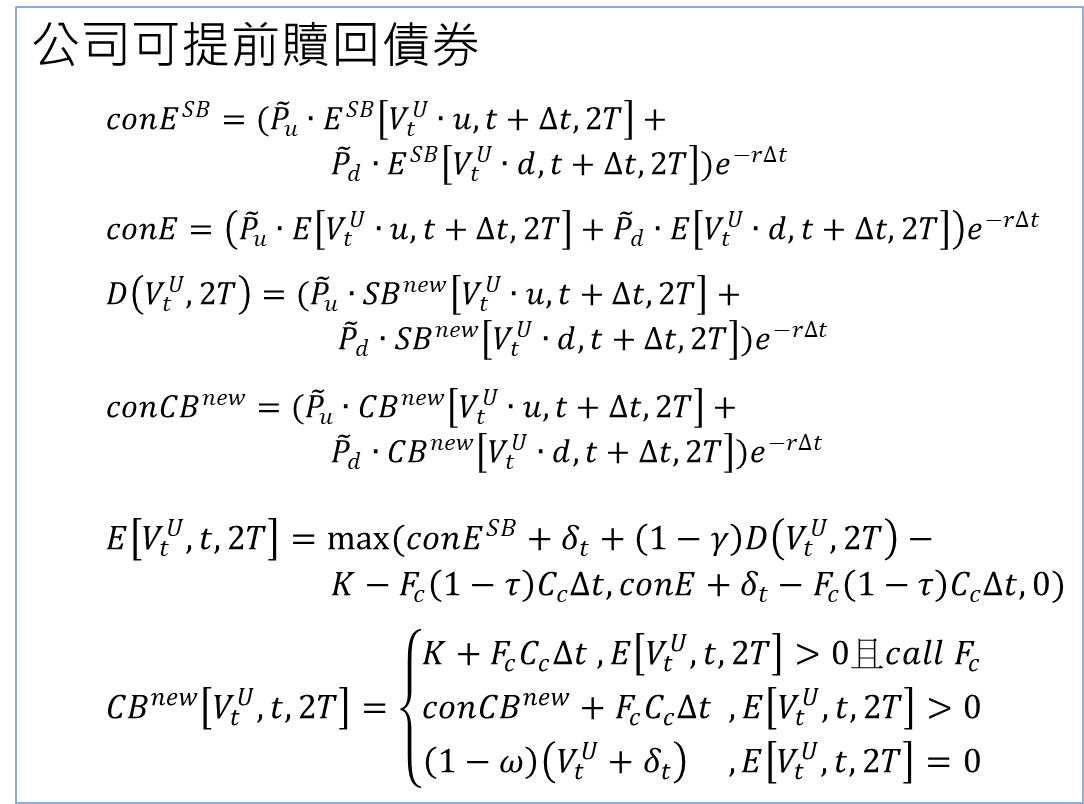 公司可提前贖回債券
conE^{SB} = (P̃_u · E^{SB}[V_t^U · u, t + Δt, 2T] +
P̃_d · E^{SB}[V_t^U · d, t + Δt, 2T])e^{-rΔt}
conE = (P̃_u · E[V_t^U · u, t + Δt, 2T] + P̃_d · E[V_t^U · d, t + Δt, 2T])e^{-rΔt}
D(V_t^U, 2T) = (P̃_u · SB^{new}[V_t^U · u, t + Δt, 2T] +
P̃_d · SB^{new}[V_t^U · d, t + Δt, 2T])e^{-rΔt}
conCB^{new} = (P̃_u · CB^{new}[V_t^U · u, t + Δt, 2T] +
P̃_d · CB^{new}[V_t^U · d, t + Δt, 2T])e^{-rΔt}
E[V_t^U, t, 2T] = max(conE^{SB} + δ_t + (1 − γ)D(V_t^U, 2T) −
K − F_c(1 − τ)C_cΔt, conE + δ_t − F_c(1 − τ)C_cΔt, 0)
K + F_cC_cΔt , E[V_t^U, t, 2T] > 0且call F_c
CB^{new}[V_t^U, t, 2T] = { conCB^{new} + F_cC_cΔt , E[V_t^U, t, 2T] > 0
(1 − ω)(V_t^U + δ_t) , E[V_t^U, t, 2T] = 0